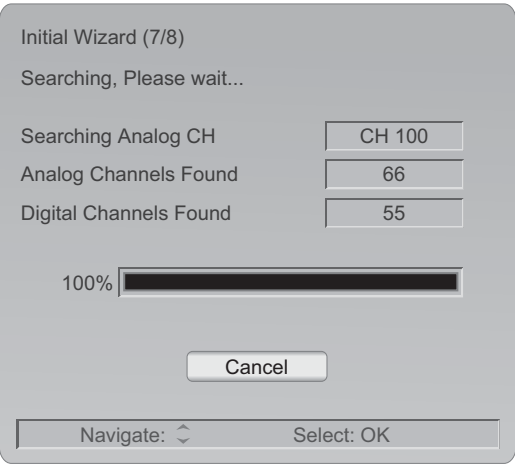 Initial Wizard (7/8)
Searching, Please wait...
Searching Analog CH CH 100
Analog Channels Found 66
Digital Channels Found 55
100%
Cancel
Navigate: Select: OK